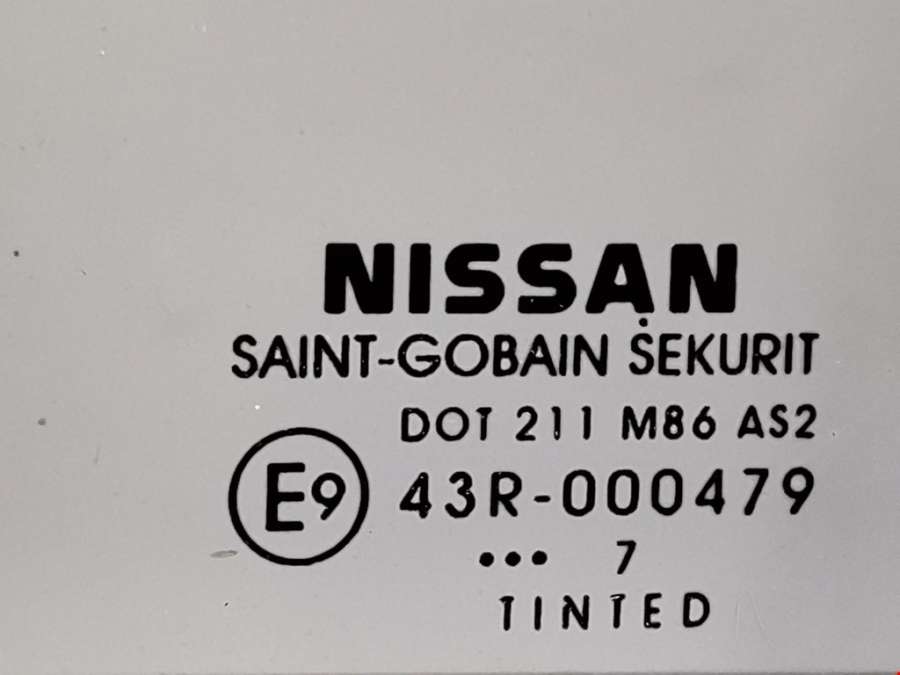 NISSAN
SAINT-GOBAIN SEKURIT
DOT 211 M86 AS2
E9 43R-000479
••• 7
TINTED